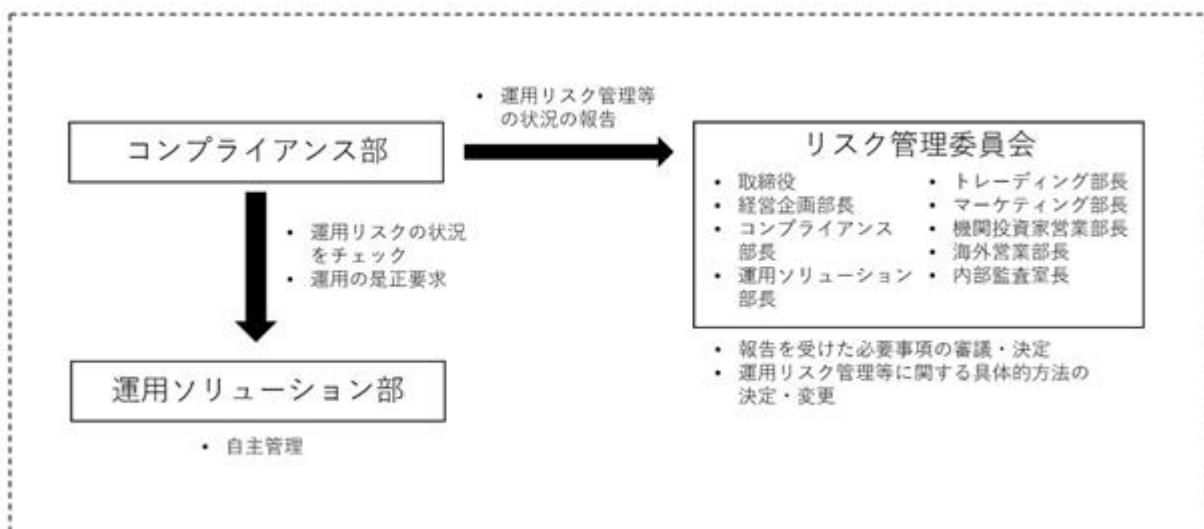 • 運用リスク管理等
の状況の報告
コンプライアンス部
リスク管理委員会
• 取締役
• 経営企画部長
• コンプライアンス
部長
• 運用ソリューション
部長
• トレーディング部長
• マーケティング部長
• 機関投資家営業部長
• 海外営業部長
• 内部監査室長
• 運用リスクの状況
をチェック
• 運用の是正要求
• 報告を受けた必要事項の審議・決定
• 運用リスク管理等に関する具体的方法の
決定・変更
運用ソリューション部
• 自主管理